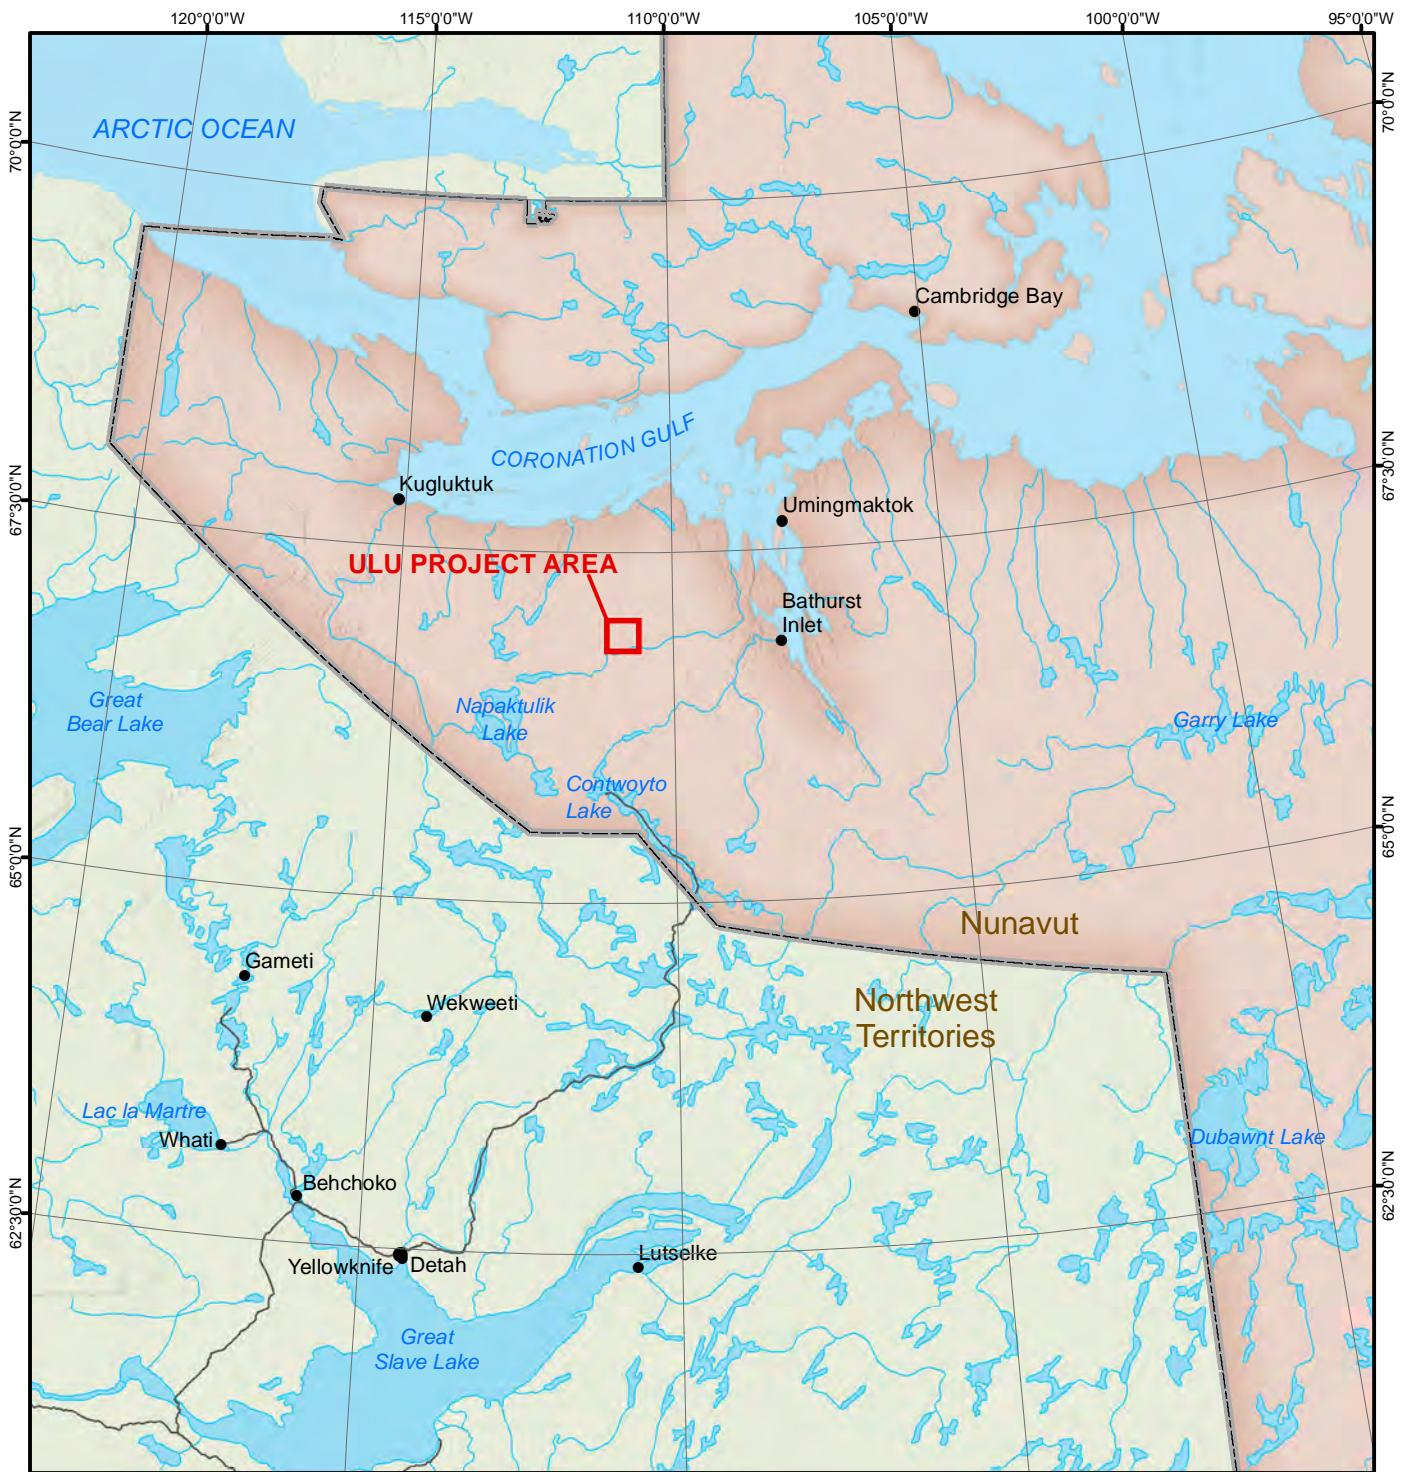 120°0'0"W
115°0'0"W
110°0'0"W
105°0'0"W
100°0'0"W
95°0'0"W
70°0'0"N
70°0'0"N
ARCTIC OCEAN
Cambridge Bay
CORONATION GULF
67°30'0"N
67°30'0"N
Kugluktuk
Umingmaktok
ULU PROJECT AREA
Bathurst
Inlet
Great
Bear Lake
Napaktulik
Lake
Garry Lake
Contwoyto
Lake
65°0'0"N
65°0'0"N
Nunavut
Gameti
Wekweeti
Northwest
Territories
Lac la Martre
Whati
Dubawnt Lake
Behchoko
62°30'0"N
62°30'0"N
Yellowknife
Detah
Lutselke
Great
Slave Lake